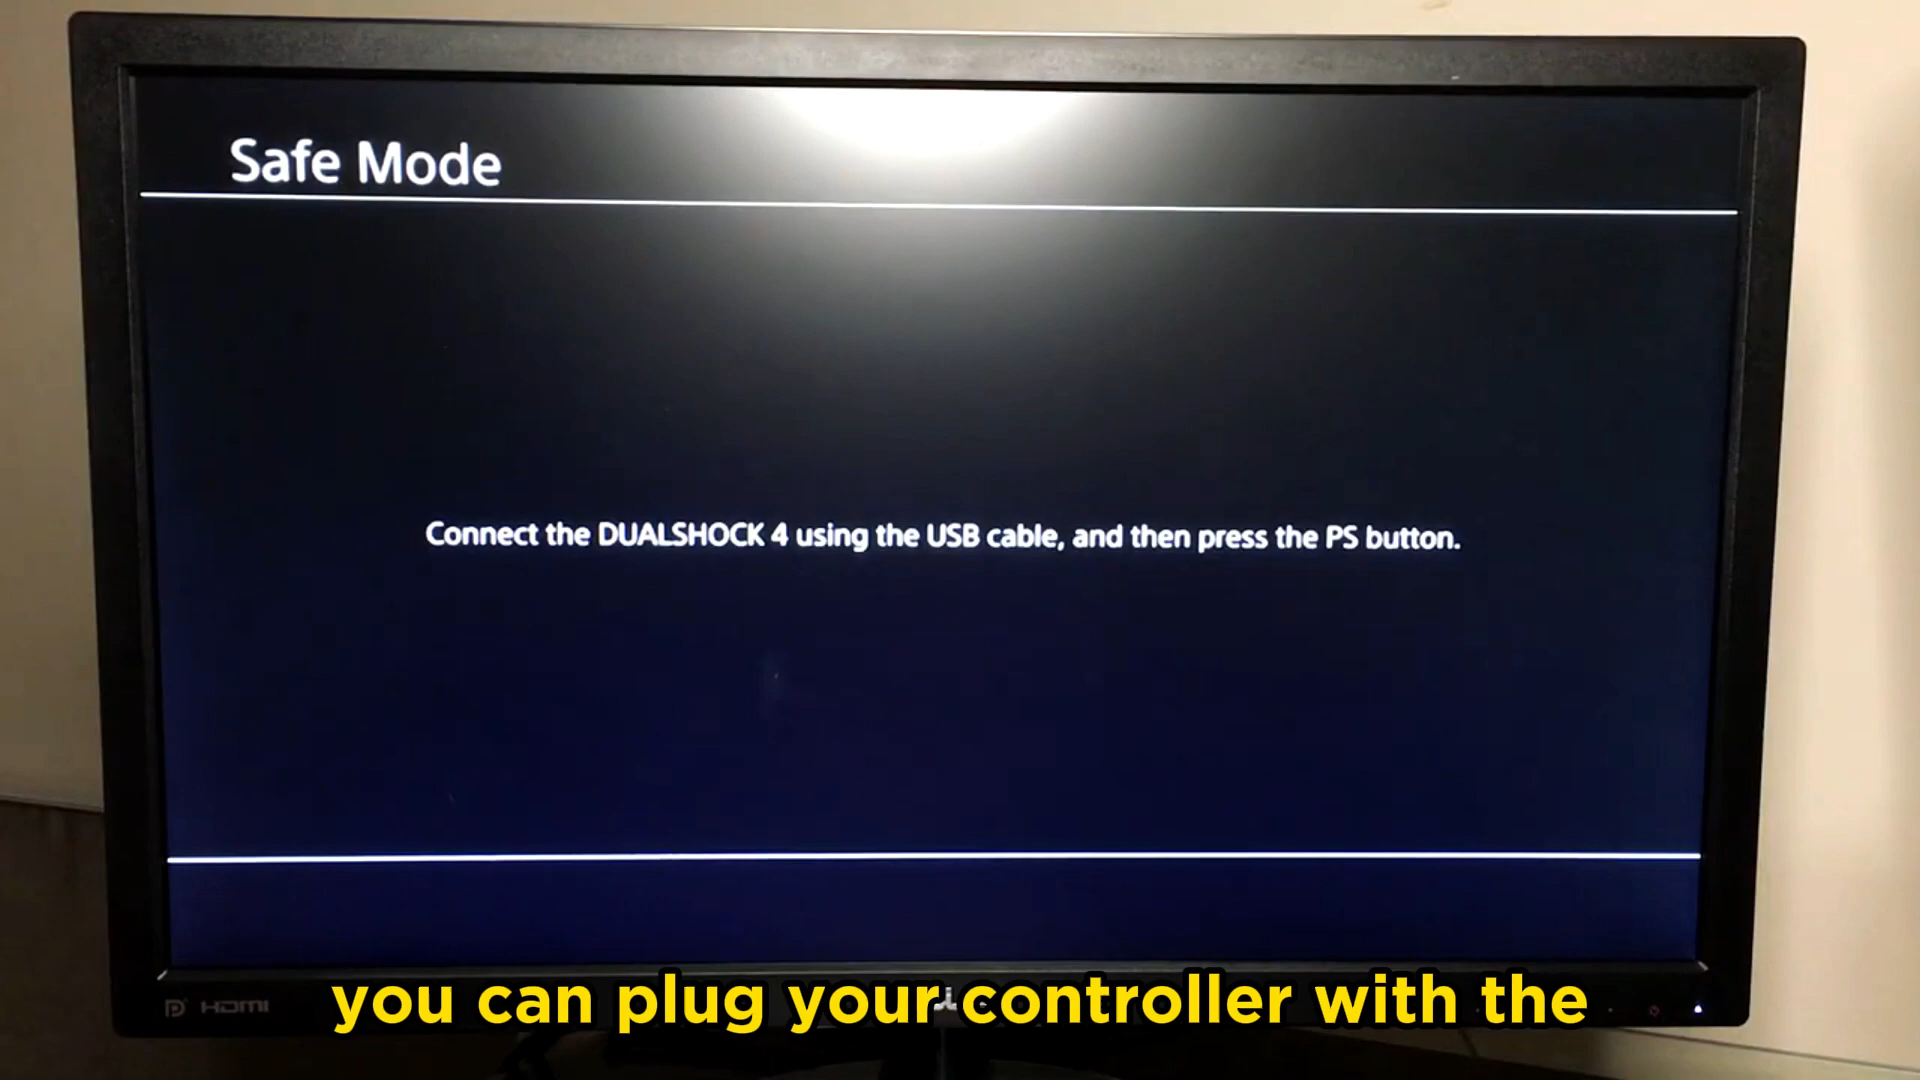 Safe Mode
Connect the DUALSHOCK 4 using the USB cable, and then press the PS button.
HDMI
you can plug your controller with the